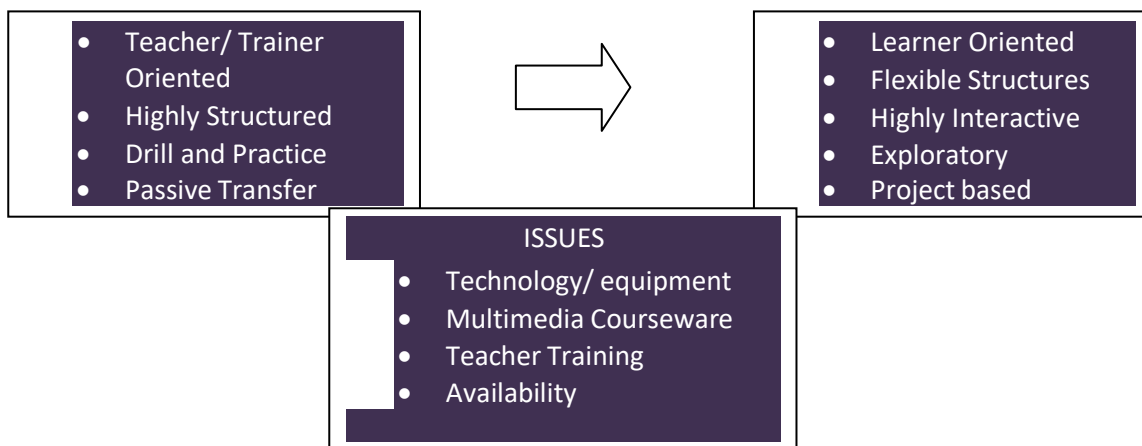 • Teacher/ Trainer
Oriented
• Highly Structured
• Drill and Practice
• Passive Transfer
• Learner Oriented
• Flexible Structures
• Highly Interactive
• Exploratory
• Project based
ISSUES
• Technology/ equipment
• Multimedia Courseware
• Teacher Training
• Availability